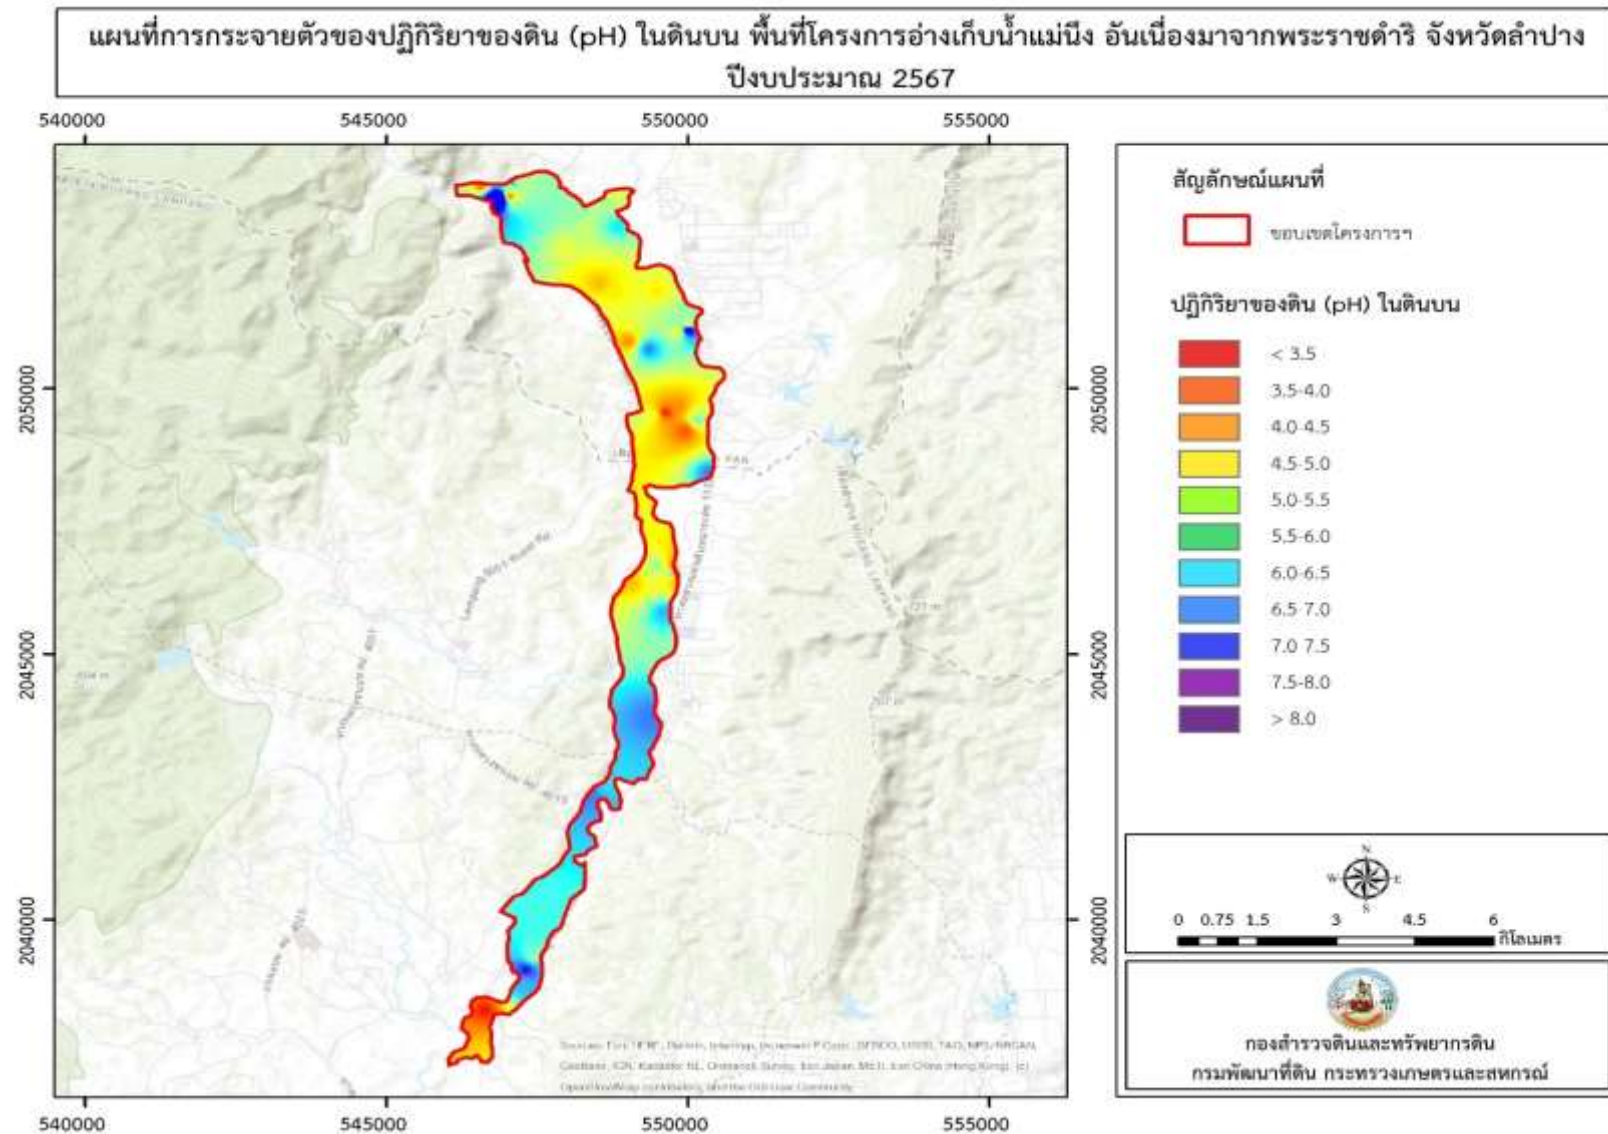 แผนที่การกระจายตัวของปฏิกิริยาของดิน (pH) ในดินบน พื้นที่โครงการอ่างเก็บน้ำแม่นึง อันเนื่องมาจากพระราชดำริ จังหวัดลำปาง
ปีงบประมาณ 2567
540000 545000 550000 555000
2050000
2045000
2040000
2050000
2045000
2040000
540000 545000 550000 555000
สัญลักษณ์แผนที่
ขอบเขตโครงการฯ
ปฏิกิริยาของดิน (pH) ในดินบน
< 3.5
3.5-4.0
4.0-4.5
4.5-5.0
5.0-5.5
5.5-6.0
6.0-6.5
6.5-7.0
7.0 7.5
7.5-8.0
> 8.0
N
W E
S
0 0.75 1.5 3 4.5 6
กิโลเมตร
กองสำรวจดินและทรัพยากรดิน
กรมพัฒนาที่ดิน กระทรวงเกษตรและสหกรณ์